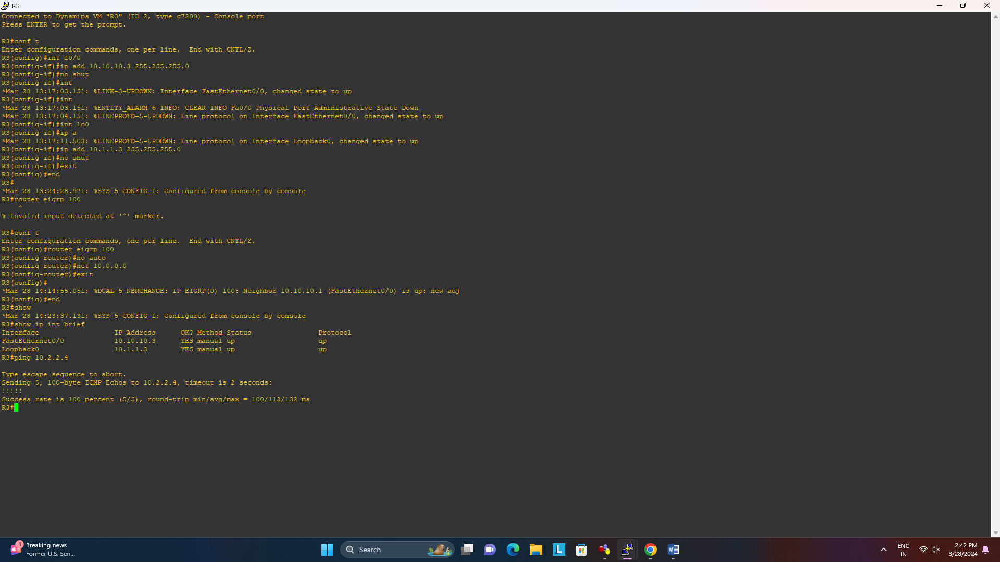 R3
Connected to Dynamips VM "R3" (ID 2, type c7200) - Console port
Press ENTER to get the prompt.
R3#conf t
Enter configuration commands, one per line.  End with CNTL/Z.
R3(config)#int f0/0
R3(config-if)#ip add 10.10.10.3 255.255.255.0
R3(config-if)#no shut
R3(config-if)#int
*Mar 28 13:17:03.151: %LINK-3-UPDOWN: Interface FastEthernet0/0, changed state to up
R3(config-if)#int
*Mar 28 13:17:03.151: %ENTITY_ALARM-6-INFO: CLEAR INFO Fa0/0 Physical Port Administrative State Down
*Mar 28 13:17:04.151: %LINEPROTO-5-UPDOWN: Line protocol on Interface FastEthernet0/0, changed state to up
R3(config-if)#int lo0
R3(config-if)#ip a
*Mar 28 13:17:11.503: %LINEPROTO-5-UPDOWN: Line protocol on Interface Loopback0, changed state to up
R3(config-if)#ip add 10.1.1.3 255.255.255.0
R3(config-if)#no shut
R3(config-if)#exit
R3(config)#end
R3#
*Mar 28 13:24:28.971: %SYS-5-CONFIG_I: Configured from console by console
R3#router eigrp 100
^
% Invalid input detected at '^' marker.
R3#conf t
Enter configuration commands, one per line.  End with CNTL/Z.
R3(config)#router eigrp 100
R3(config-router)#no auto
R3(config-router)#net 10.0.0.0
R3(config-router)#exit
R3(config)#
*Mar 28 14:14:55.051: %DUAL-5-NBRCHANGE: IP-EIGRP(0) 100: Neighbor 10.10.10.1 (FastEthernet0/0) is up: new adj
R3(config)#end
R3#show
*Mar 28 14:23:37.131: %SYS-5-CONFIG_I: Configured from console by console
R3#show ip int brief
Interface                  IP-Address      OK? Method Status                Protocol
FastEthernet0/0            10.10.10.3      YES manual up                    up
Loopback0                  10.1.1.3        YES manual up                    up
R3#ping 10.2.2.4
Type escape sequence to abort.
Sending 5, 100-byte ICMP Echos to 10.2.2.4, timeout is 2 seconds:
!!!!!
Success rate is 100 percent (5/5), round-trip min/avg/max = 100/112/132 ms
R3#
1
Breaking news
Former U.S. Sen...
Search
L
W
ENG
IN
2:42 PM
3/28/2024